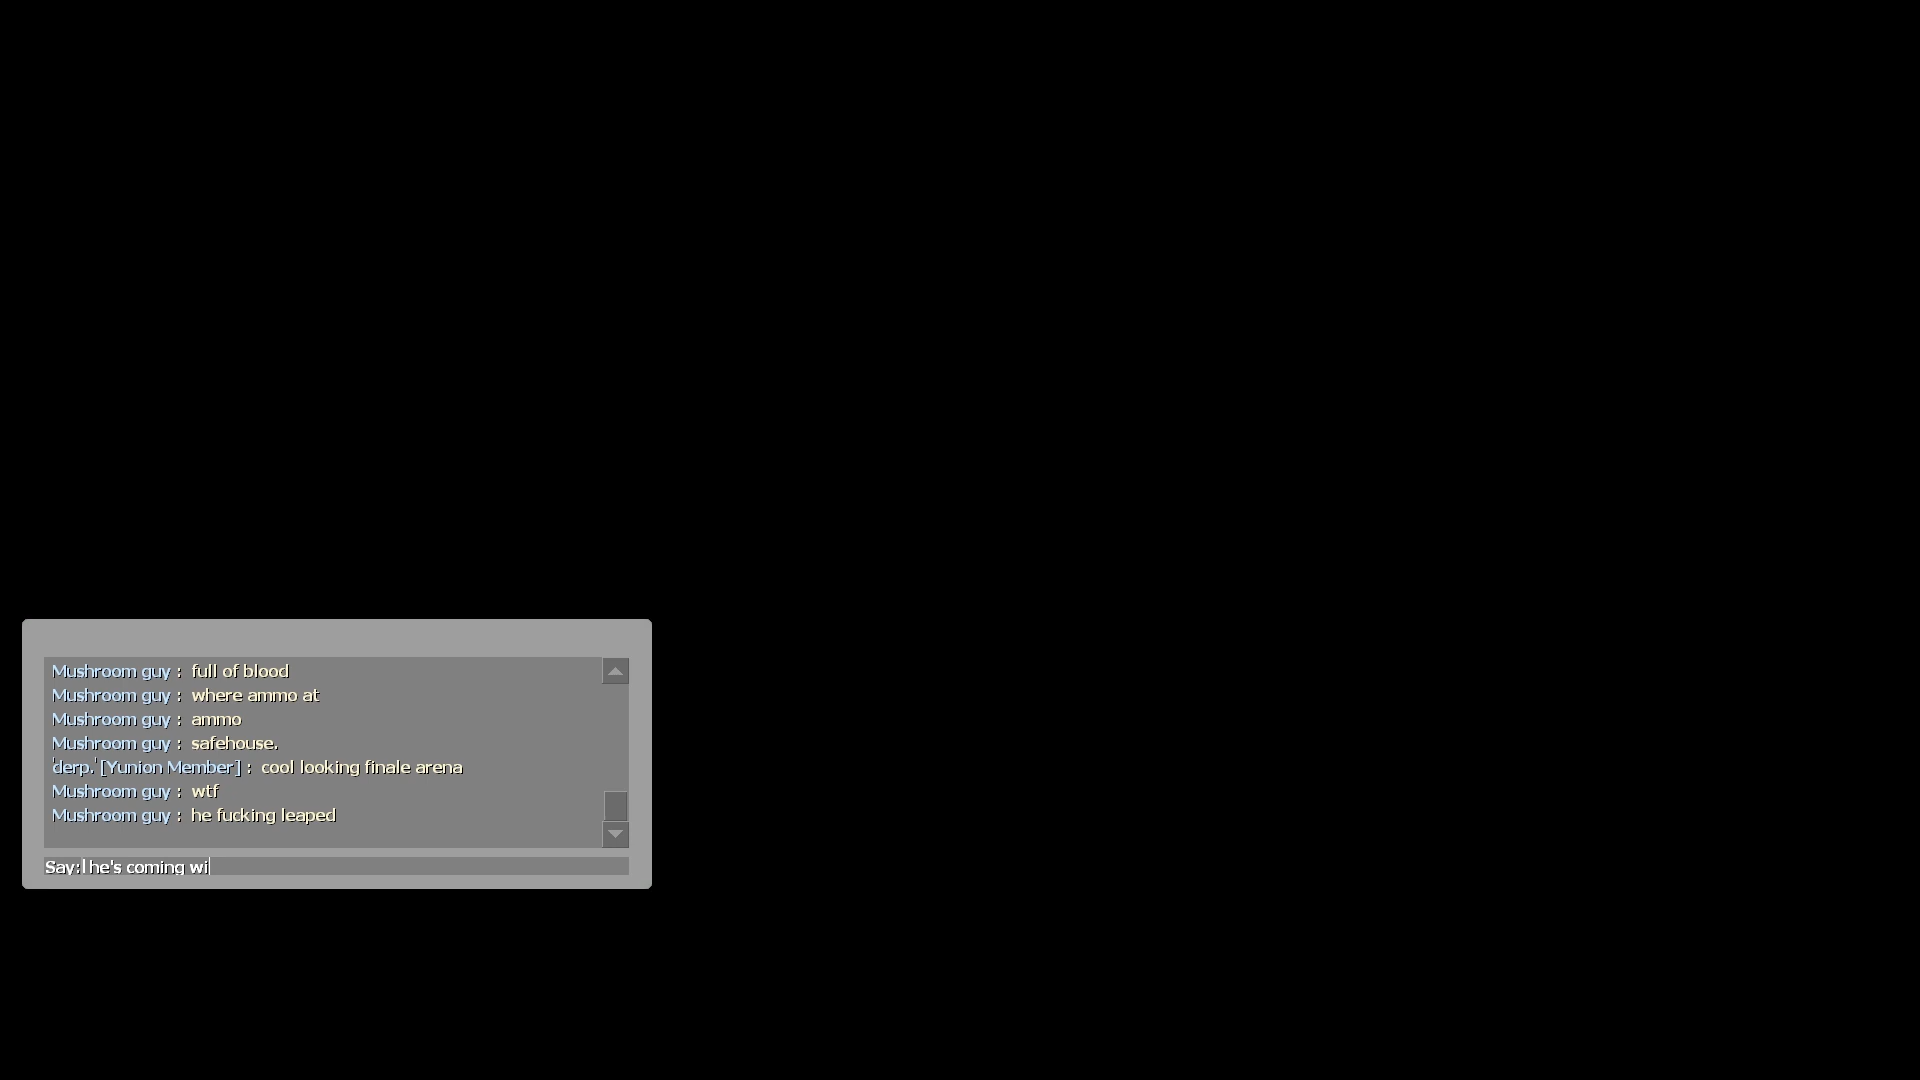 Mushroom guy :  full of blood
Mushroom guy :  where ammo at
Mushroom guy :  ammo
Mushroom guy :  safehouse.
'derp.' [Yunion Member] :  cool looking finale arena
Mushroom guy :  wtf
Mushroom guy :  he fucking leaped
Say: he's coming wi